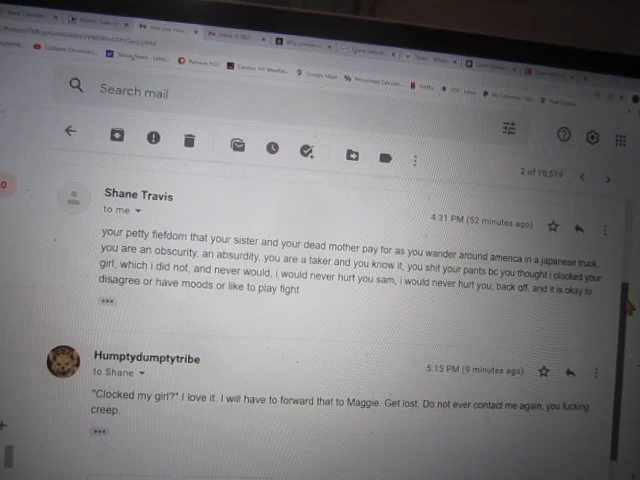 Collapse Chronicles
Google Maps
Netflix
Search mail
2 of 10,519
Shane Travis
4:31 PM (52 minutes ago)
to me
your petty fiefdom that your sister and your dead mother pay for as you wander around america in a japanese truck,
you are an obscurity, an absurdity, you are a taker and you know it, you shit your pants bc you thought i clocked your
girl, which i did not, and never would, i would never hurt you sam, i would never hurt you, back off, and it is okay to
disagree or have moods or like to play fight
Humptydumptytribe
5:15 PM (9 minutes ago)
to Shane
"Clocked my girl?" I love it. I will have to forward that to Maggie. Get lost. Do not ever contact me again, you fucking
creep.